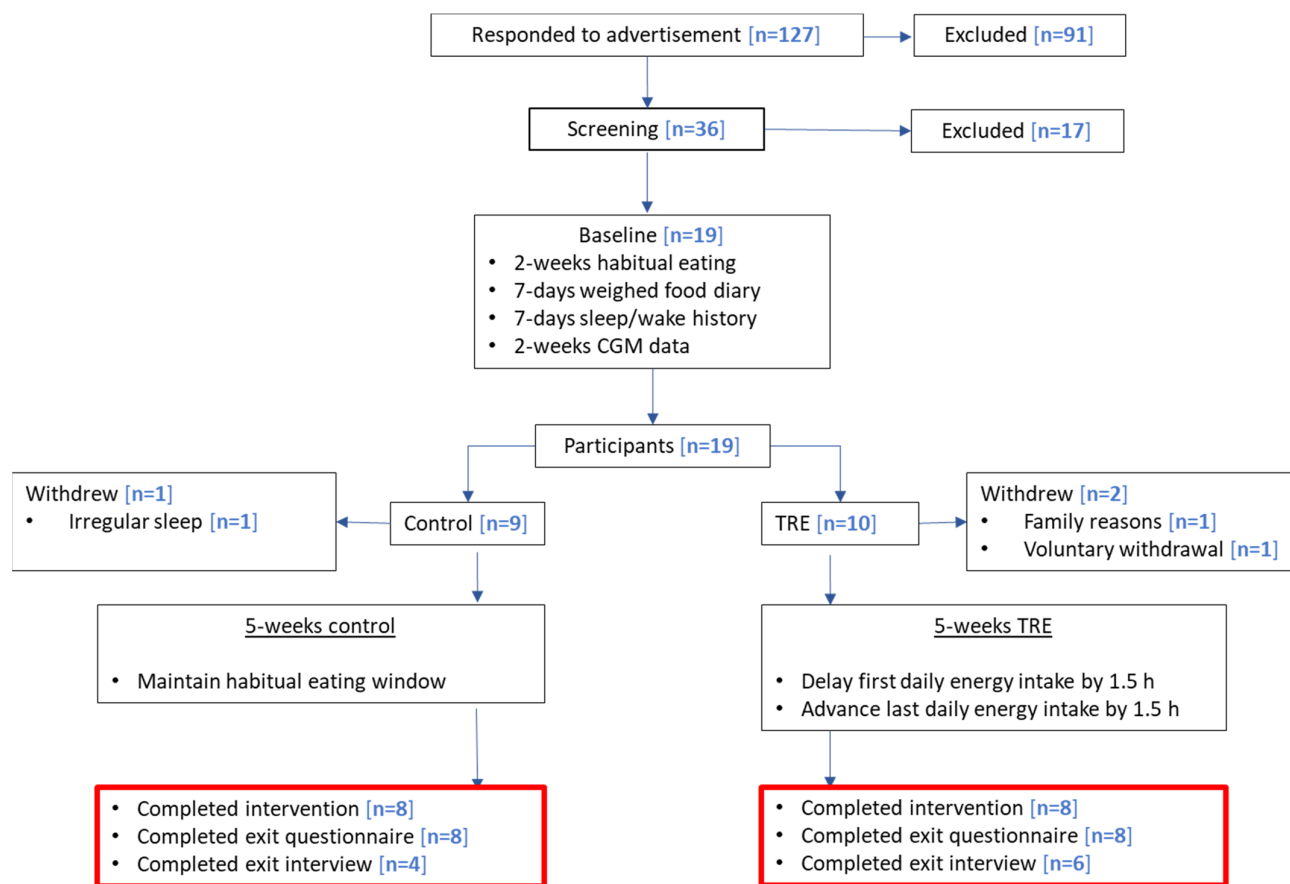 Responded to advertisement [n=127]
Excluded [n=91]
Screening [n=36]
Excluded [n=17]
Baseline [n=19]
• 2-weeks habitual eating
• 7-days weighed food diary
• 7-days sleep/wake history
• 2-weeks CGM data
Participants [n=19]
Withdrew [n=1]
• Irregular sleep [n=1]
Control [n=9]
TRE [n=10]
Withdrew [n=2]
• Family reasons [n=1]
• Voluntary withdrawal [n=1]
5-weeks control
• Maintain habitual eating window
5-weeks TRE
• Delay first daily energy intake by 1.5 h
• Advance last daily energy intake by 1.5 h
• Completed intervention [n=8]
• Completed exit questionnaire [n=8]
• Completed exit interview [n=4]
• Completed intervention [n=8]
• Completed exit questionnaire [n=8]
• Completed exit interview [n=6]